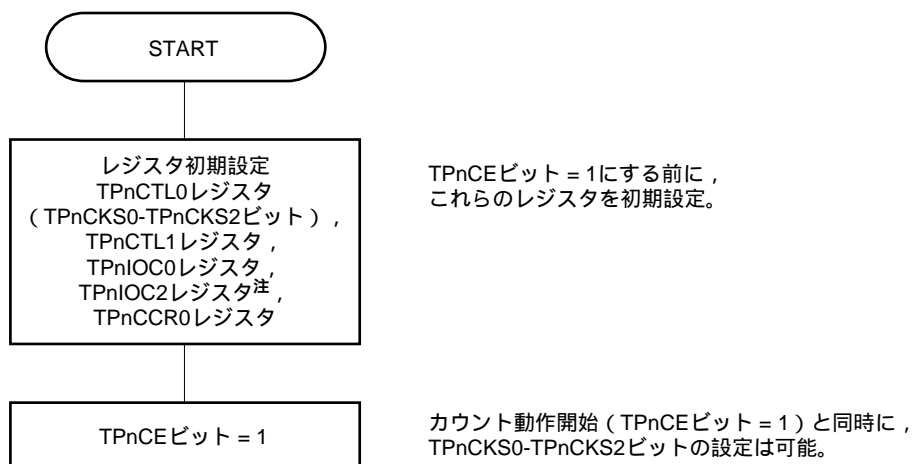 START
レジスタ初期設定
TPnCTL0レジスタ
（TPnCKS0-TPnCKS2ビット），
TPnCTL1レジスタ，
TPnIOC0レジスタ，
TPnIOC2レジスタ注，
TPnCCR0レジスタ
TPnCEビット = 1にする前に，
これらのレジスタを初期設定。
TPnCEビット = 1
カウント動作開始（TPnCEビット = 1）と同時に，
TPnCKS0-TPnCKS2ビットの設定は可能。